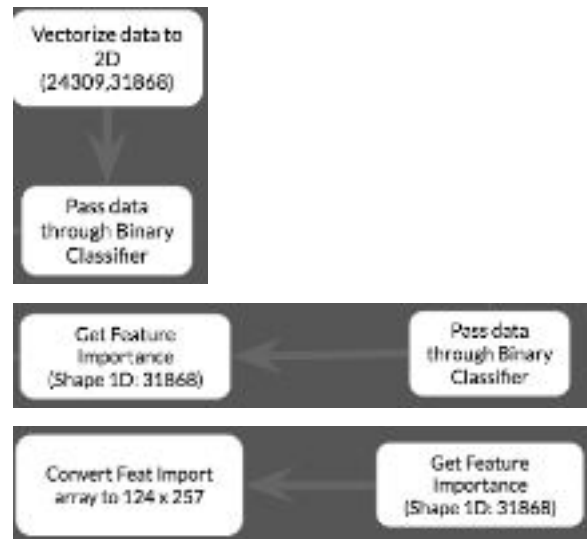 Vectorize data to
2D
(24309,31868)
Pass data
through Binary
Classifier
Get Feature
Importance
(Shape 1D: 31868)
Pass data
through Binary
Classifier
Convert Feat Import
array to 124 x 257
Get Feature
Importance
(Shape 1D: 31868)